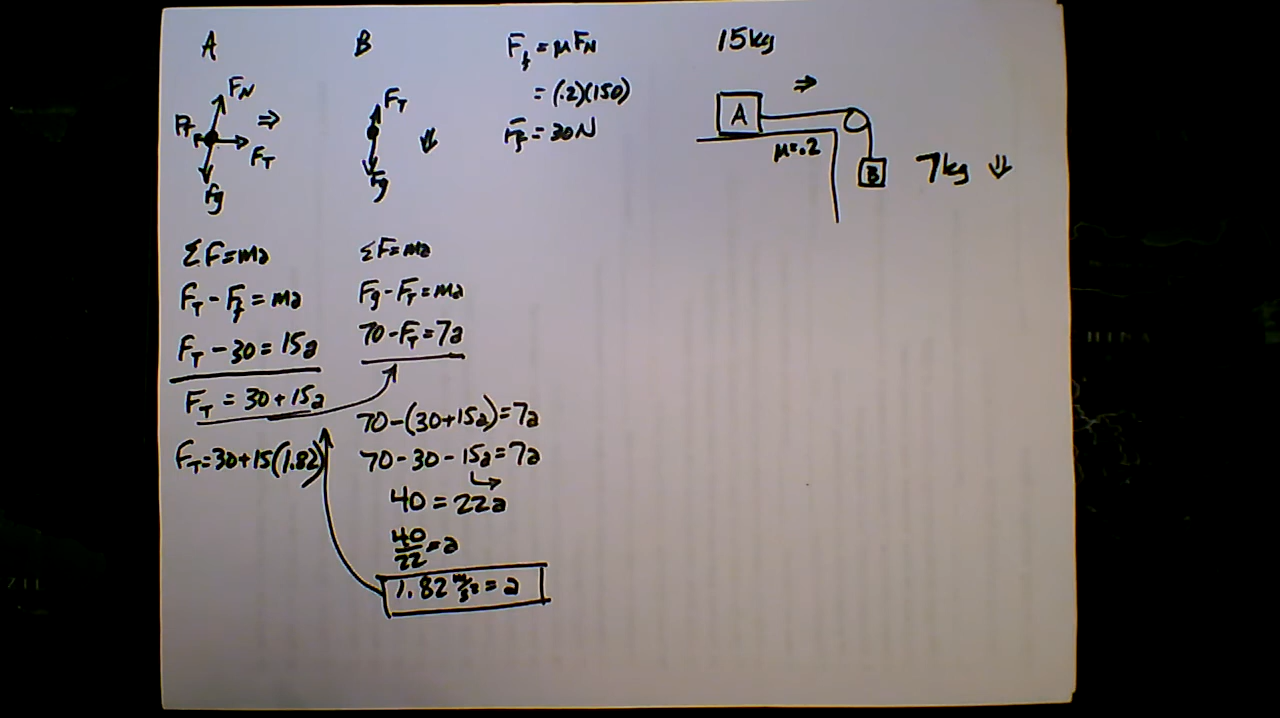 A
F_N
F_f
F_T
F_g
ΣF=ma
F_T - F_f = ma
F_T - 30 = 15a
F_T = 30 + 15a
F_T = 30 + 15(1.82)
B
F_T
F_g
ΣF=ma
F_g - F_T = ma
70 - F_T = 7a
70 - (30 + 15a) = 7a
70 - 30 - 15a = 7a
40 = 22a
40/22 = a
1.82 m/s² = a
F_f = μF_N
= (.2)(150)
F_f = 30N
15kg
A
μ=.2
B
7kg